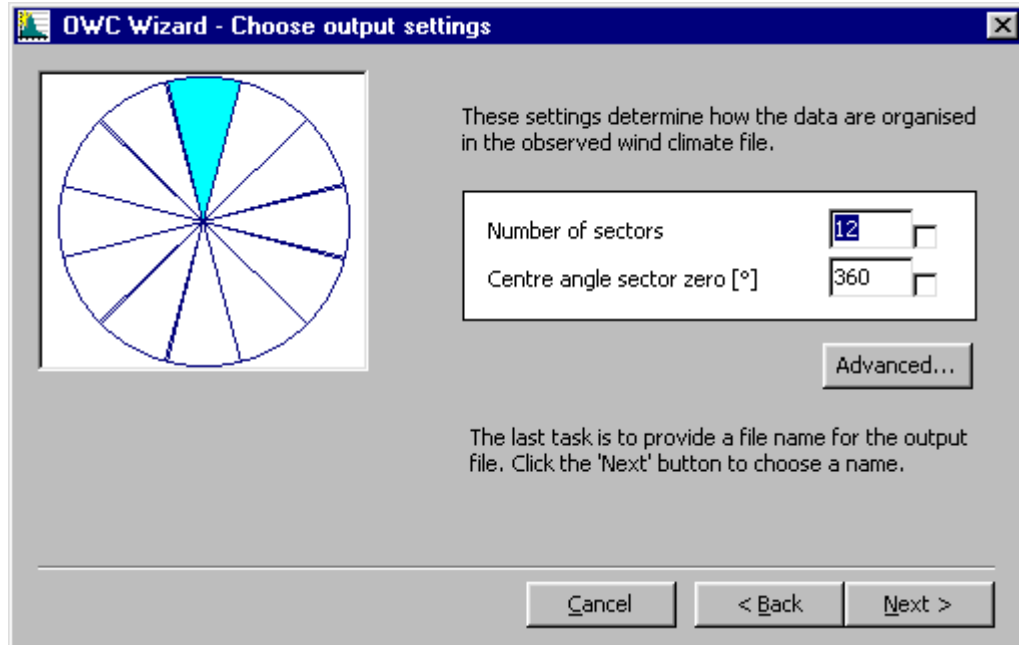 OWC Wizard - Choose output settings
These settings determine how the data are organised
in the observed wind climate file.
Number of sectors 12
Centre angle sector zero [°] 360
Advanced...
The last task is to provide a file name for the output
file. Click the 'Next' button to choose a name.
Cancel < Back Next >